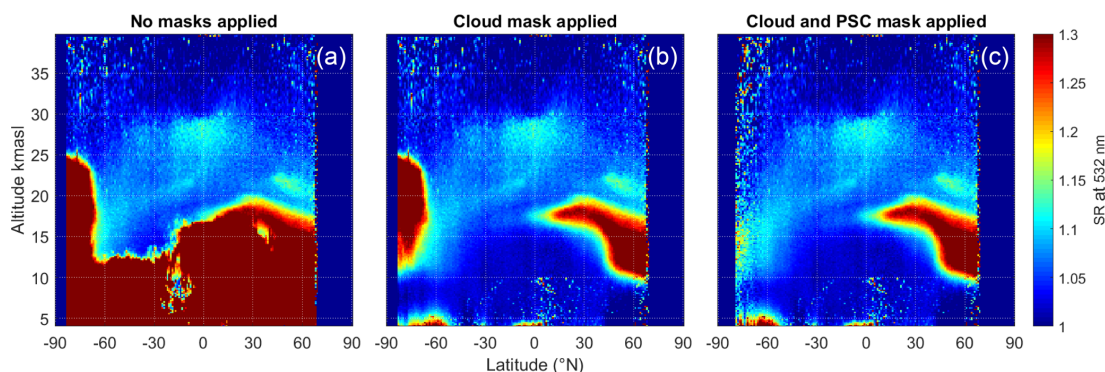 No masks applied
Cloud mask applied
Cloud and PSC mask applied
(a)
(b)
(c)
Altitude kmasl
35
30
25
20
15
10
5
-90 -60 -30 0 30 60 90
-90 -60 -30 0 30 60 90
-90 -60 -30 0 30 60 90
Latitude (°N)
1.3
1.25
1.2
1.15
1.1
1.05
1
SR at 532 nm